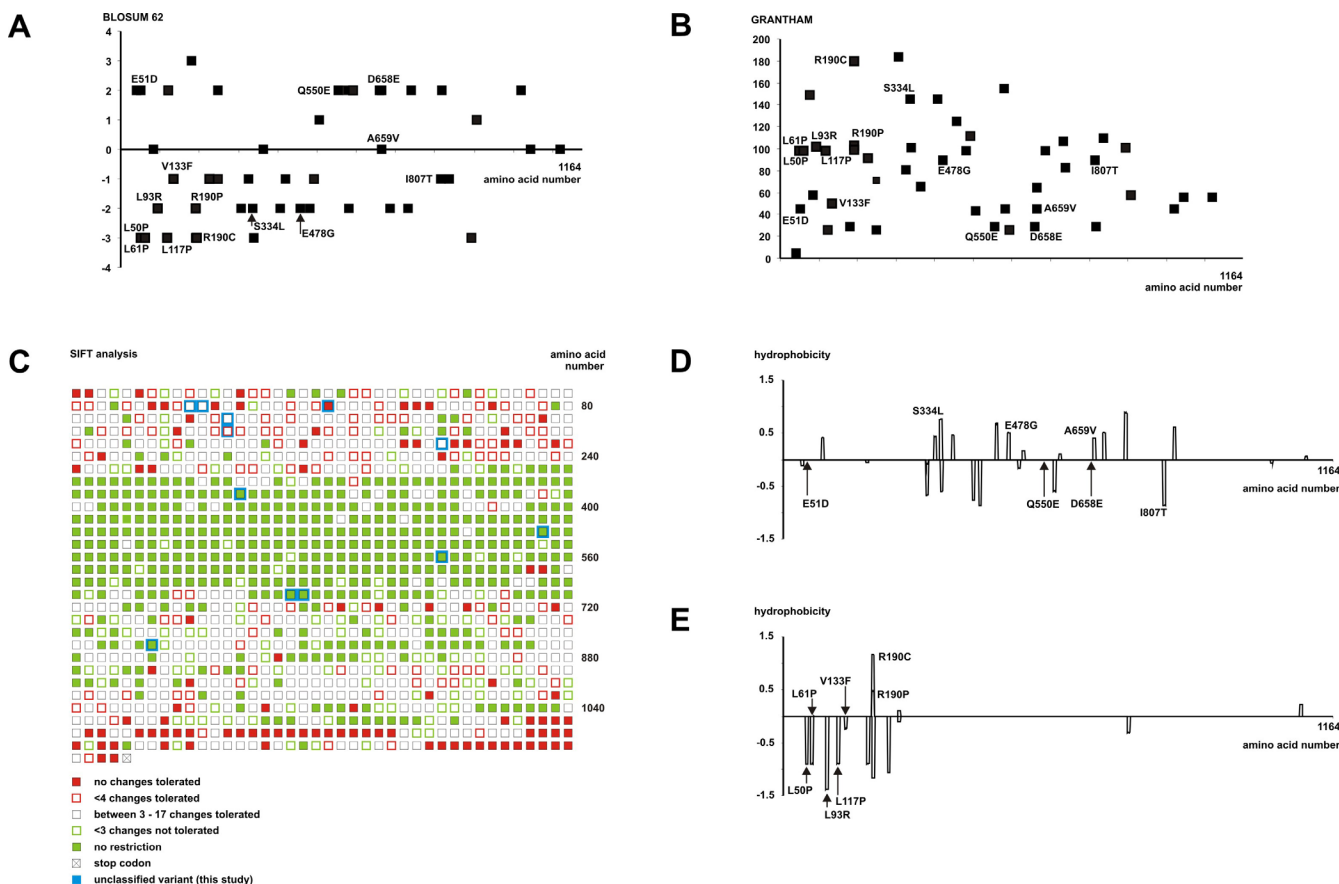 A
BLOSUM 62
4
3
2
1
0
-1
-2
-3
-4
E51D
Q550E
D658E
A659V
V133F
L93R
R190P
L50P
L61P
L117P
R190C
S334L
E478G
I807T
1164
amino acid number
B
GRANTHAM
200
180
160
140
120
100
80
60
40
20
0
R190C
S334L
L61P
L93R
R190P
L50P
L117P
E478G
I807T
V133F
E51D
A659V
Q550E
D658E
1164
amino acid number
C
SIFT analysis
amino acid
number
80
240
400
560
720
880
1040
no changes tolerated
<4 changes tolerated
between 3 - 17 changes tolerated
<3 changes not tolerated
no restriction
stop codon
unclassified variant (this study)
D
hydrophobicity
1.5
0.5
-0.5
-1.5
S334L
E478G
A659V
E51D
Q550E
D658E
I807T
1164
amino acid number
E
hydrophobicity
1.5
0.5
-0.5
-1.5
R190C
V133F
L61P
R190P
L50P
L117P
L93R
1164
amino acid number